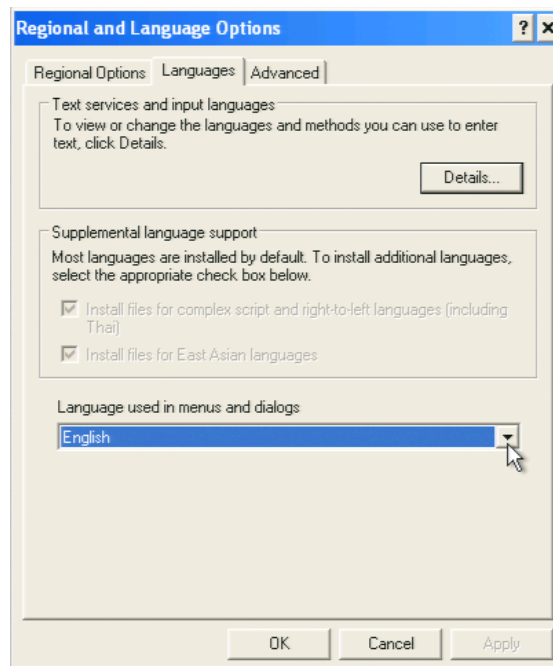 Regional and Language Options
Regional Options Languages Advanced
Text services and input languages
To view or change the languages and methods you can use to enter
text, click Details.
Details...
Supplemental language support
Most languages are installed by default. To install additional languages,
select the appropriate check box below.
Install files for complex script and right-to-left languages (including
Thai)
Install files for East Asian languages
Language used in menus and dialogs
English
OK Cancel Apply